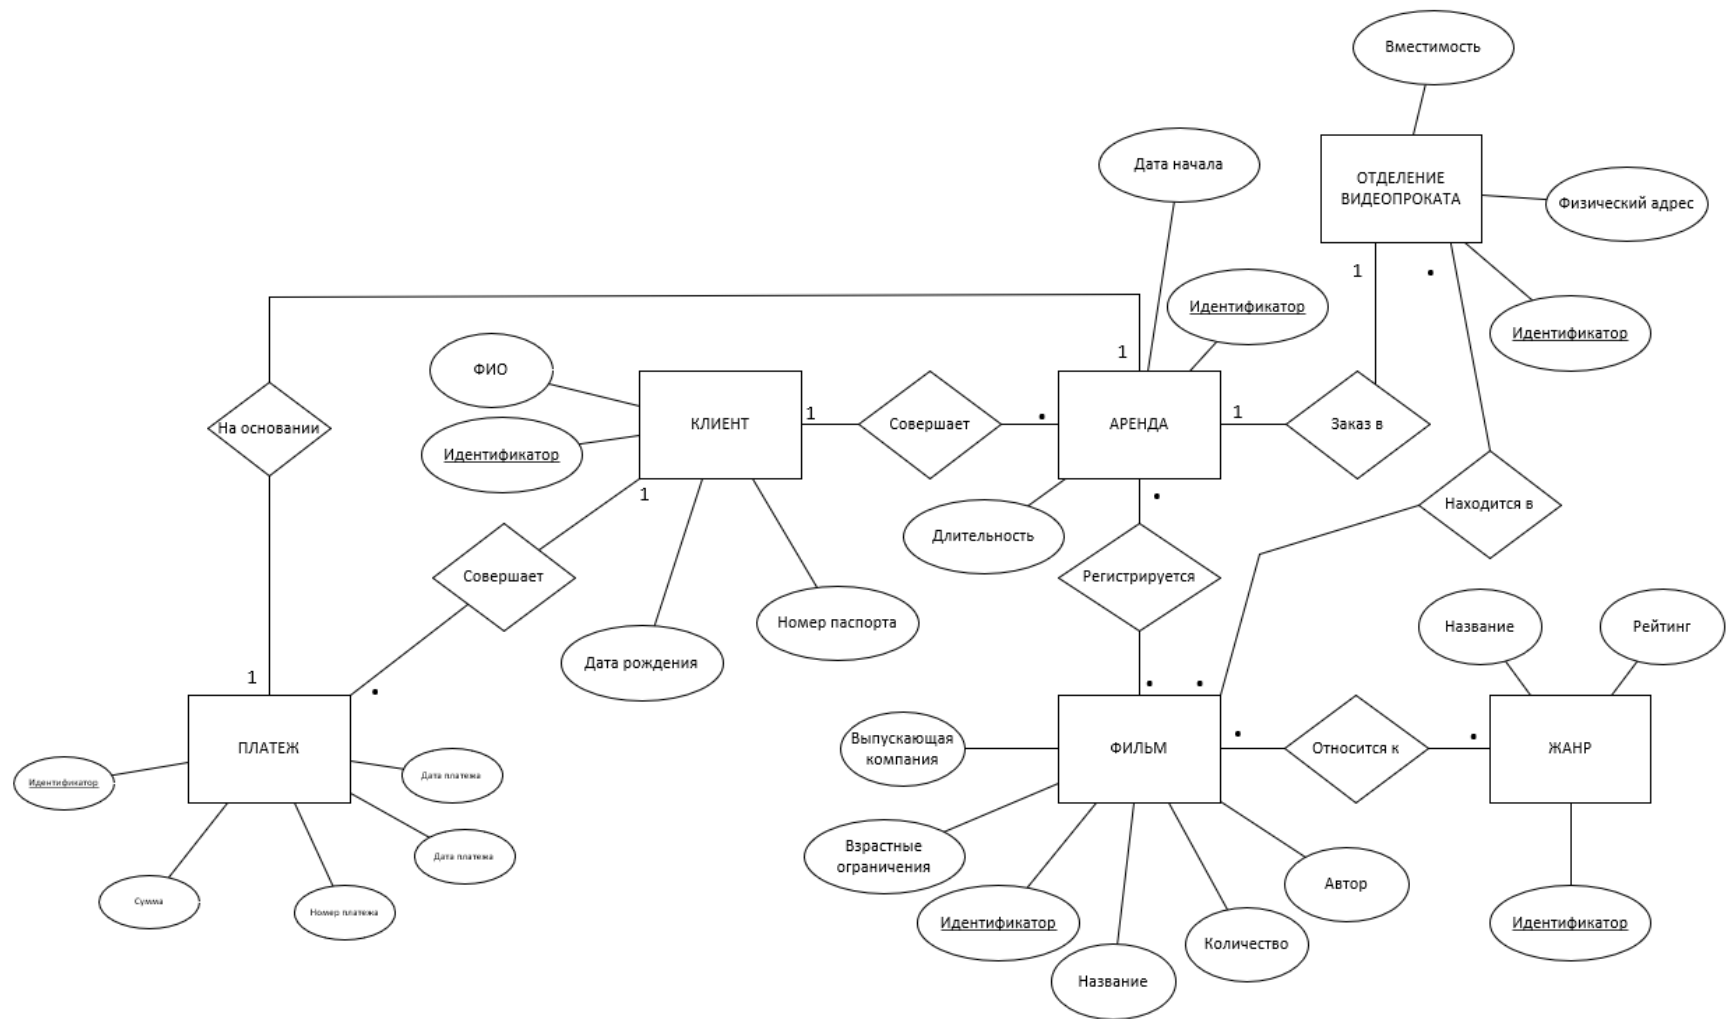 Вместимость
Дата начала
ОТДЕЛЕНИЕ
ВИДЕОПРОКАТА
Физический адрес
1
•
Идентификатор
Идентификатор
1
ФИО
КЛИЕНТ
1
Совершает
•
АРЕНДА
1
Заказ в
На основании
Идентификатор
1
•
Находится в
Длительность
Совершает
Регистрируется
Номер паспорта
Название
Рейтинг
Дата рождения
1
•
•
•
Выпускающая
компания
ПЛАТЕЖ
ФИЛЬМ
•
Относится к
•
ЖАНР
Идентификатор
Дата платежа
Дата платежа
Взрастные
ограничения
Автор
Сумма
Номер платежа
Идентификатор
Количество
Идентификатор
Название